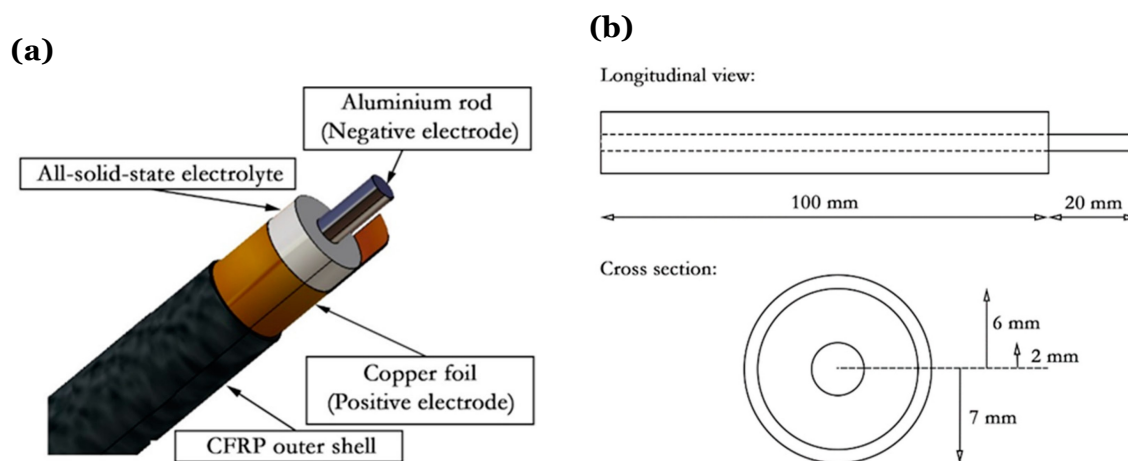 (a)
Aluminium rod
(Negative electrode)
All-solid-state electrolyte
Copper foil
(Positive electrode)
CFRP outer shell
(b)
Longitudinal view:
100 mm
20 mm
Cross section:
6 mm
2 mm
7 mm